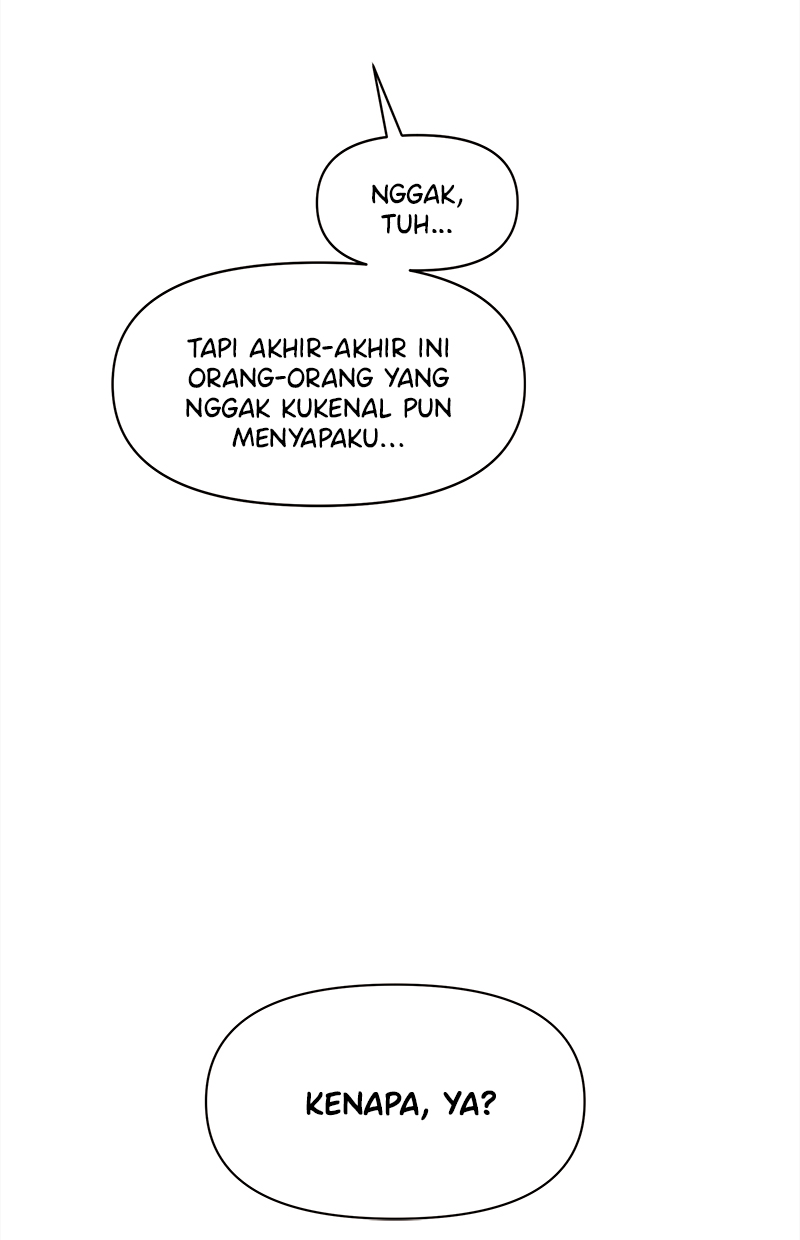 NGGAK,
TUH...
TAPI AKHIR-AKHIR INI
ORANG-ORANG YANG
NGGAK KUKENAL PUN
MENYAPAKU...
KENAPA, YA?